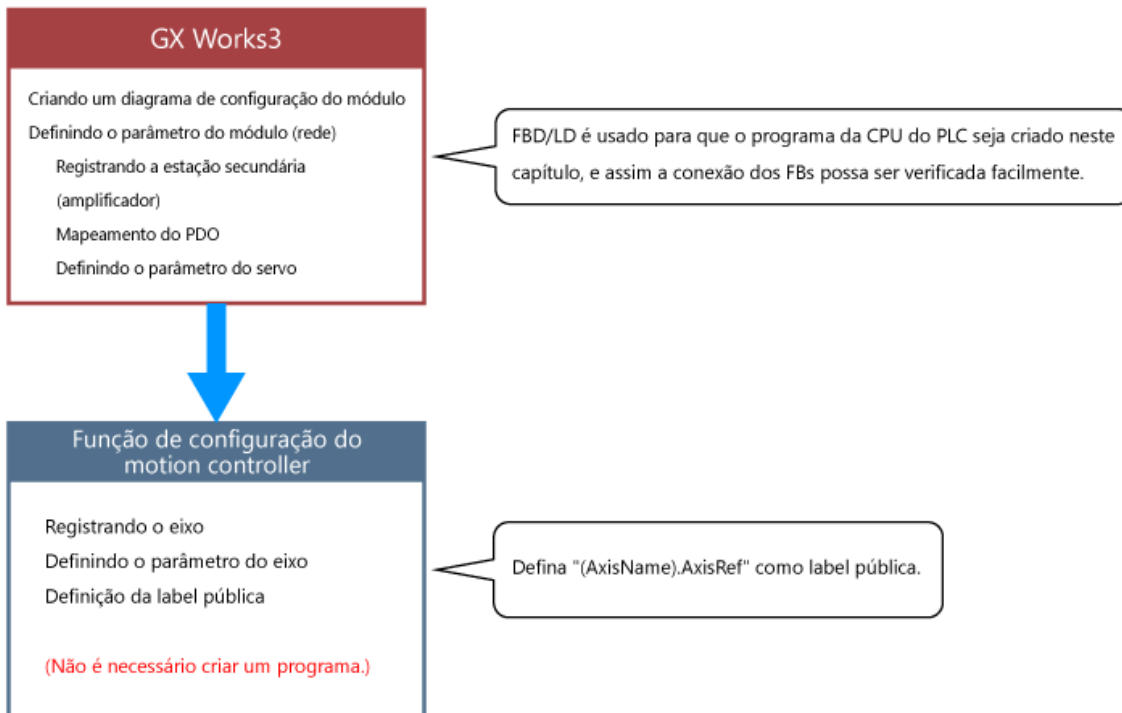 GX Works3
Criando um diagrama de configuração do módulo
Definindo o parâmetro do módulo (rede)
Registrando a estação secundária
(amplificador)
Mapeamento do PDO
Definindo o parâmetro do servo
FBD/LD é usado para que o programa da CPU do PLC seja criado neste
capítulo, e assim a conexão dos FBs possa ser verificada facilmente.
Função de configuração do
motion controller
Registrando o eixo
Definindo o parâmetro do eixo
Definição da label pública
(Não é necessário criar um programa.)
Defina "(AxisName).AxisRef" como label pública.